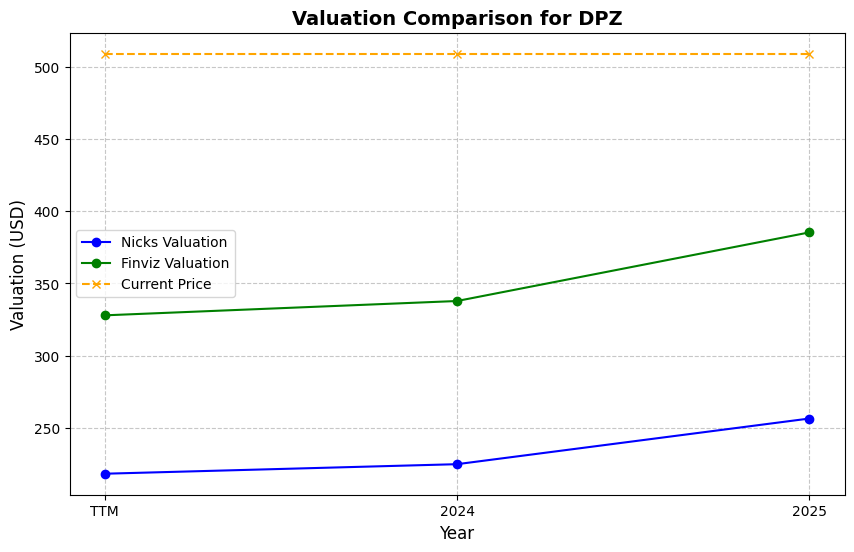 Valuation Comparison for DPZ
Valuation (USD)
500
450
400
350
300
250
Nicks Valuation
Finviz Valuation
Current Price
TTM
2024
2025
Year